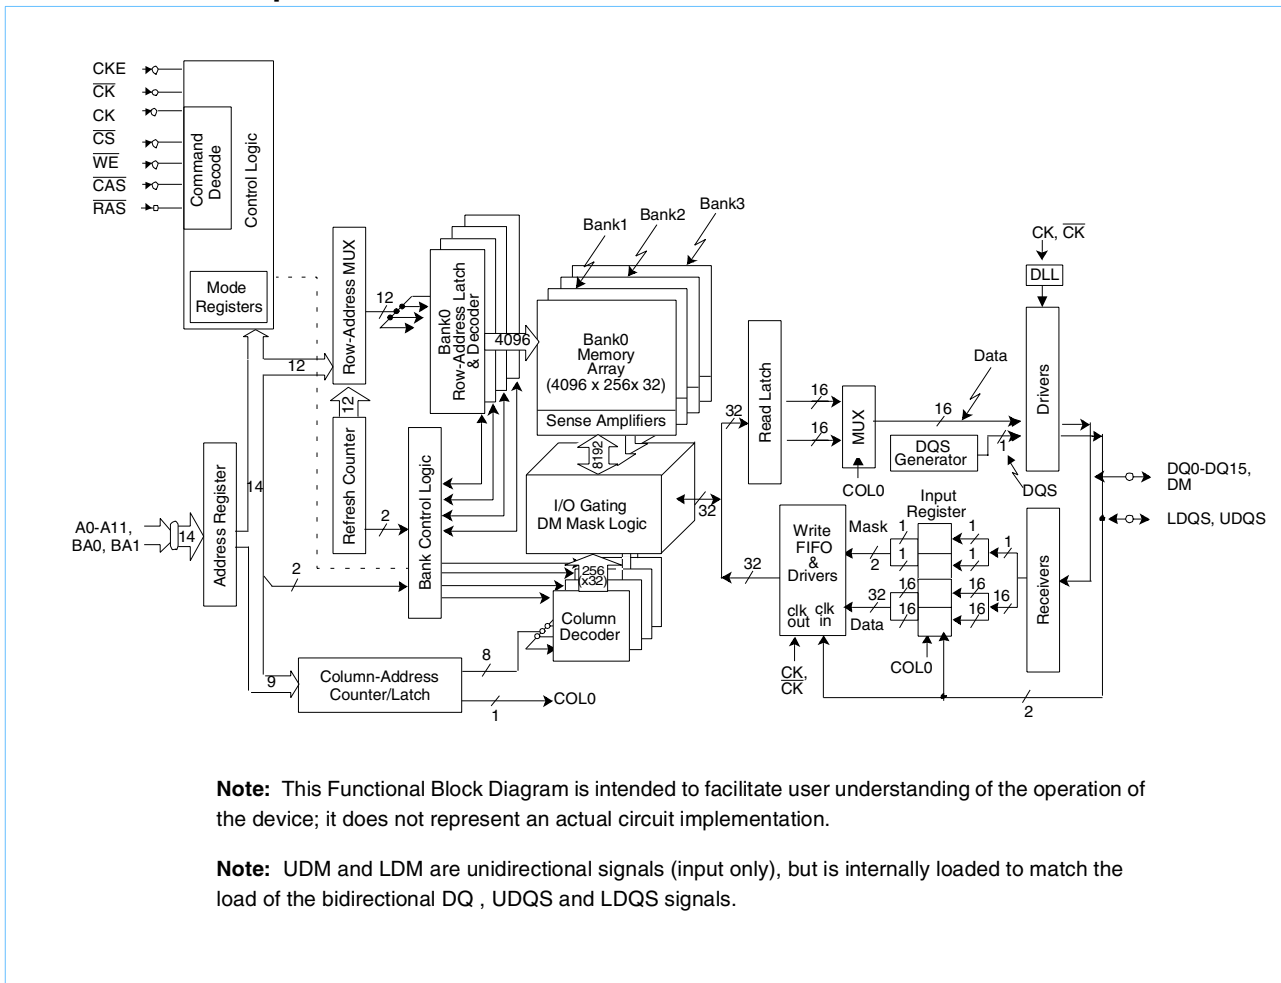 CKE
CK
CK
CS
WE
CAS
RAS
Command
Decode
Control Logic
Mode
Registers
Row-Address MUX
12
12
12
Refresh Counter
Bank0
Row-Address Latch
& Decoder
4096
Bank1
Bank2
Bank3
Bank0
Memory
Array
(4096 x 256x 32)
Sense Amplifiers
8192
I/O Gating
DM Mask Logic
Bank Control Logic
2
2
A0-A11,
BA0, BA1
14
Address Register
14
9
Column-Address
Counter/Latch
8
1
COL0
256
(x32)
Column
Decoder
32
32
32
Read Latch
16
16
MUX
COL0
16
Data
DQS
Generator
1
DQS
CK, CK
DLL
Drivers
DQ0-DQ15,
DM
LDQS, UDQS
Input
Register
Write
FIFO
&
Drivers
clk
out
clk
in
Mask
2
32
Data
1
1
1
1
1
16
16
16
16
16
COL0
Receivers
CK,
CK
2
Note: This Functional Block Diagram is intended to facilitate user understanding of the operation of
the device; it does not represent an actual circuit implementation.
Note: UDM and LDM are unidirectional signals (input only), but is internally loaded to match the
load of the bidirectional DQ , UDQS and LDQS signals.